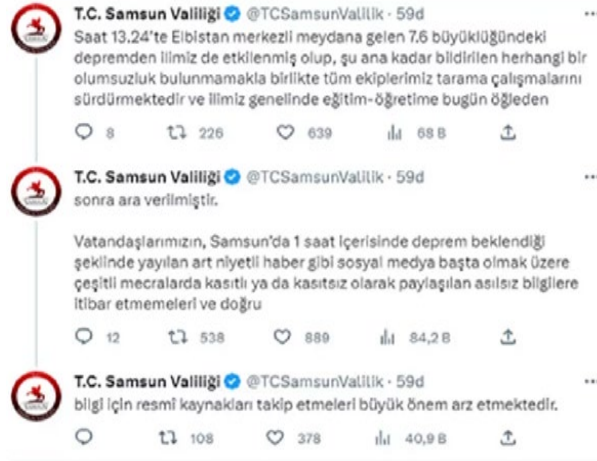 T.C. Samsun Valiliği @TCSamsunValilik · 59d
Saat 13.24'te Elbistan merkezli meydana gelen 7.6 büyüklüğündeki
depremden ilimiz de etkilenmiş olup, şu ana kadar bildirilen herhangi bir
olumsuzluk bulunmamakla birlikte tüm ekiplerimiz tarama çalışmalarını
sürdürmektedir ve ilimiz genelinde eğitim-öğretime bugün öğleden
8 226 639 68 B
T.C. Samsun Valiliği @TCSamsunValilik · 59d
sonra ara verilmiştir.
Vatandaşlarımızın, Samsun'da 1 saat içerisinde deprem beklendiği
şeklinde yayılan art niyetli haber gibi sosyal medya başta olmak üzere
çeşitli mecralarda kasıtlı ya da kasıtsız olarak paylaşılan asılsız bilgilere
itibar etmemeleri ve doğru
12 538 889 84,2 B
T.C. Samsun Valiliği @TCSamsunValilik · 59d
bilgi için resmî kaynakları takip etmeleri büyük önem arz etmektedir.
108 378 40,9 B